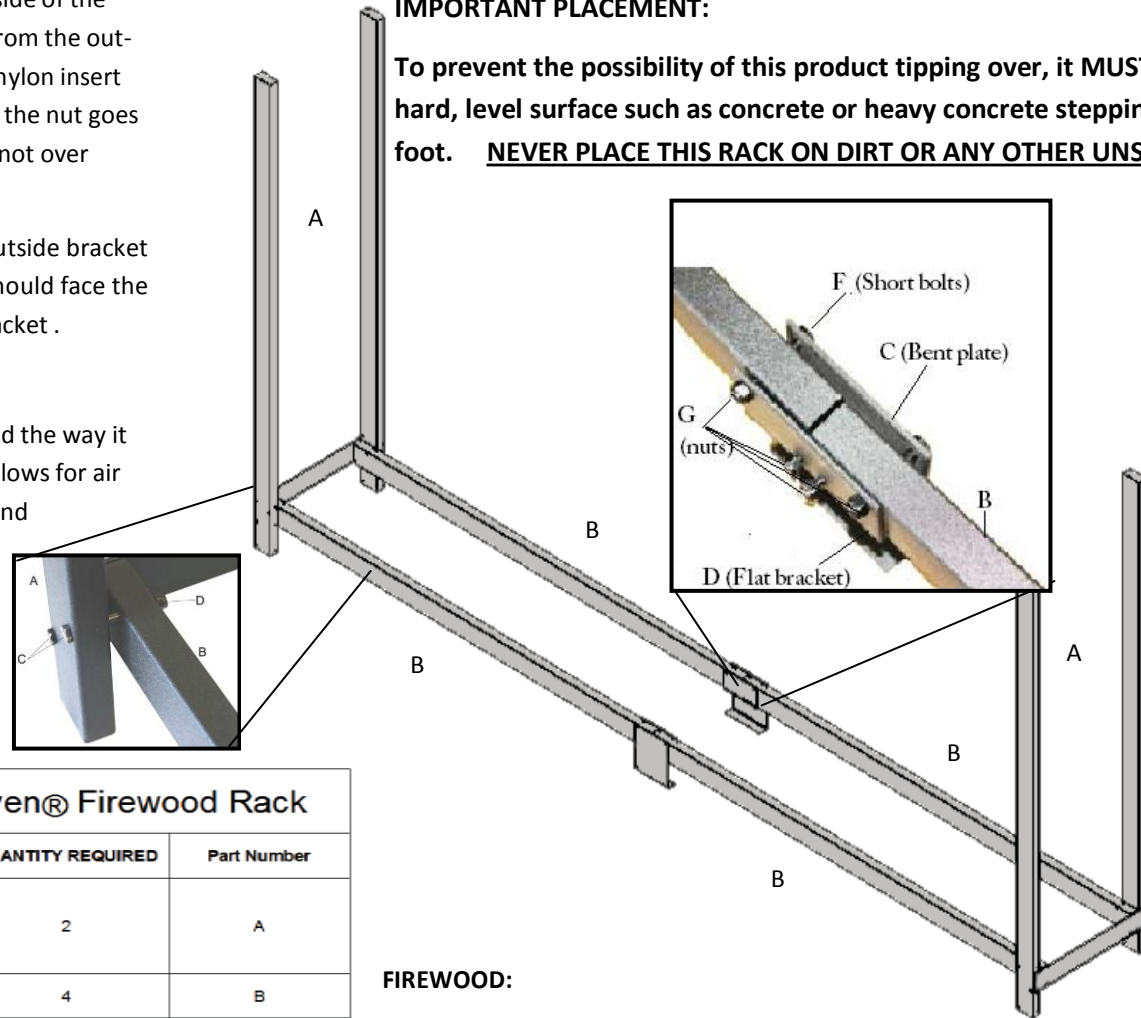 side of the
rom the out-
nylon insert
the nut goes
not over
utside bracket
hould face the
acket .
d the way it
llows for air
nd
IMPORTANT PLACEMENT:
To prevent the possibility of this product tipping over, it MUST
hard, level surface such as concrete or heavy concrete steppin
foot. NEVER PLACE THIS RACK ON DIRT OR ANY OTHER UNS
A
F (Short bolts)
C (Bent plate)
G
(nuts)
B
D (Flat bracket)
B
A
D
C
B
B
A
B
B
ven® Firewood Rack
ANTITY REQUIRED Part Number
2 A
4 B
FIREWOOD: